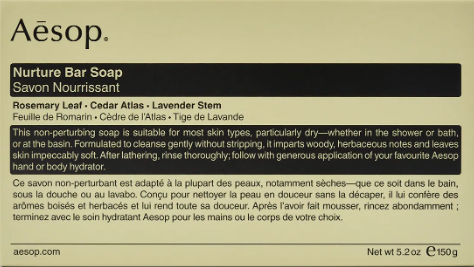 Aēsop.
Nurture Bar Soap
Savon Nourrissant
Rosemary Leaf • Cedar Atlas • Lavender Stem
Feuille de Romarin • Cèdre de l'Atlas • Tige de Lavande
This non-perturbing soap is suitable for most skin types, particularly dry—whether in the shower or bath,
or at the basin. Formulated to cleanse gently without stripping, it imparts woody, herbaceous notes and leaves
skin impeccably soft. After lathering, rinse thoroughly; follow with generous application of your favourite Aesop
hand or body hydrator.
Ce savon non-perturbant est adapté à la plupart des peaux, notamment sèches—que ce soit dans le bain,
sous la douche ou au lavabo. Conçu pour nettoyer la peau en douceur sans la décaper, il lui confère des
arômes boisés et herbacés et lui rend toute sa douceur. Après l'avoir fait mousser, rincez abondamment ;
terminez avec le soin hydratant Aesop pour les mains ou le corps de votre choix.
aesop.com
Net wt 5.2 oz ℮150 g